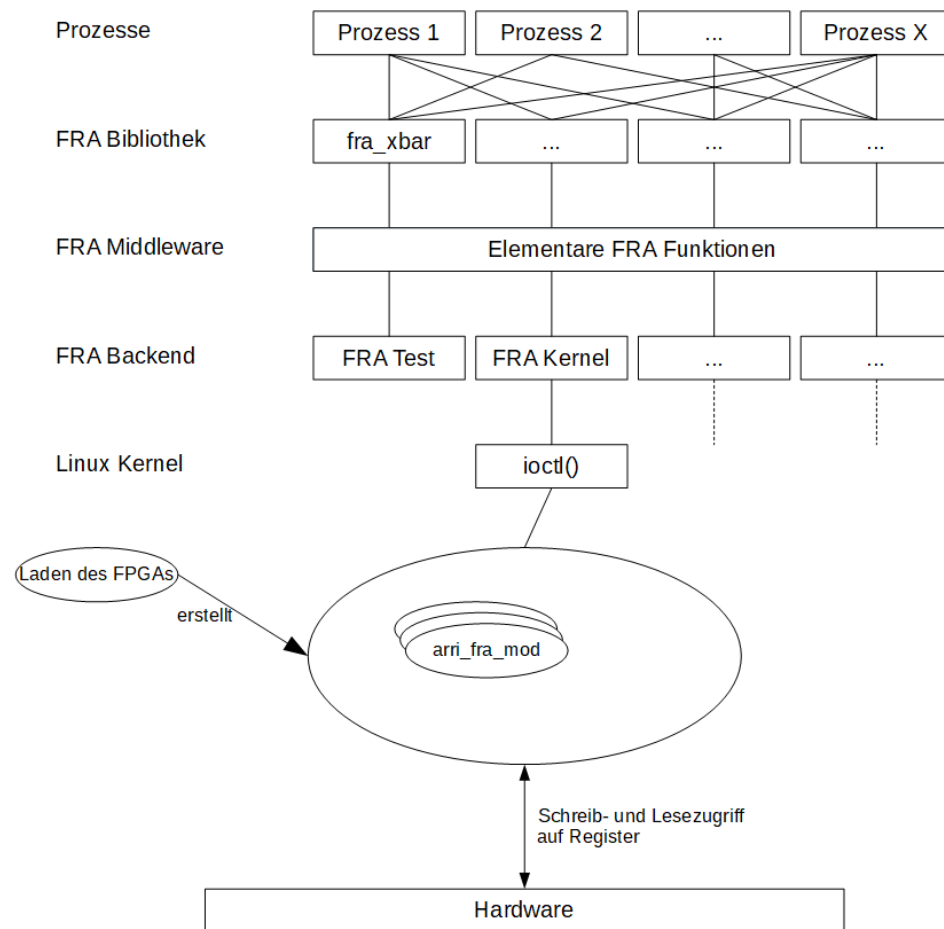 Prozesse
Prozess 1
Prozess 2
...
Prozess X
FRA Bibliothek
fra_xbar
...
...
...
FRA Middleware
Elementare FRA Funktionen
FRA Backend
FRA Test
FRA Kernel
...
...
Linux Kernel
ioctl()
Laden des FPGAs
erstellt
arri_fra_mod
Schreib- und Lesezugriff
auf Register
Hardware